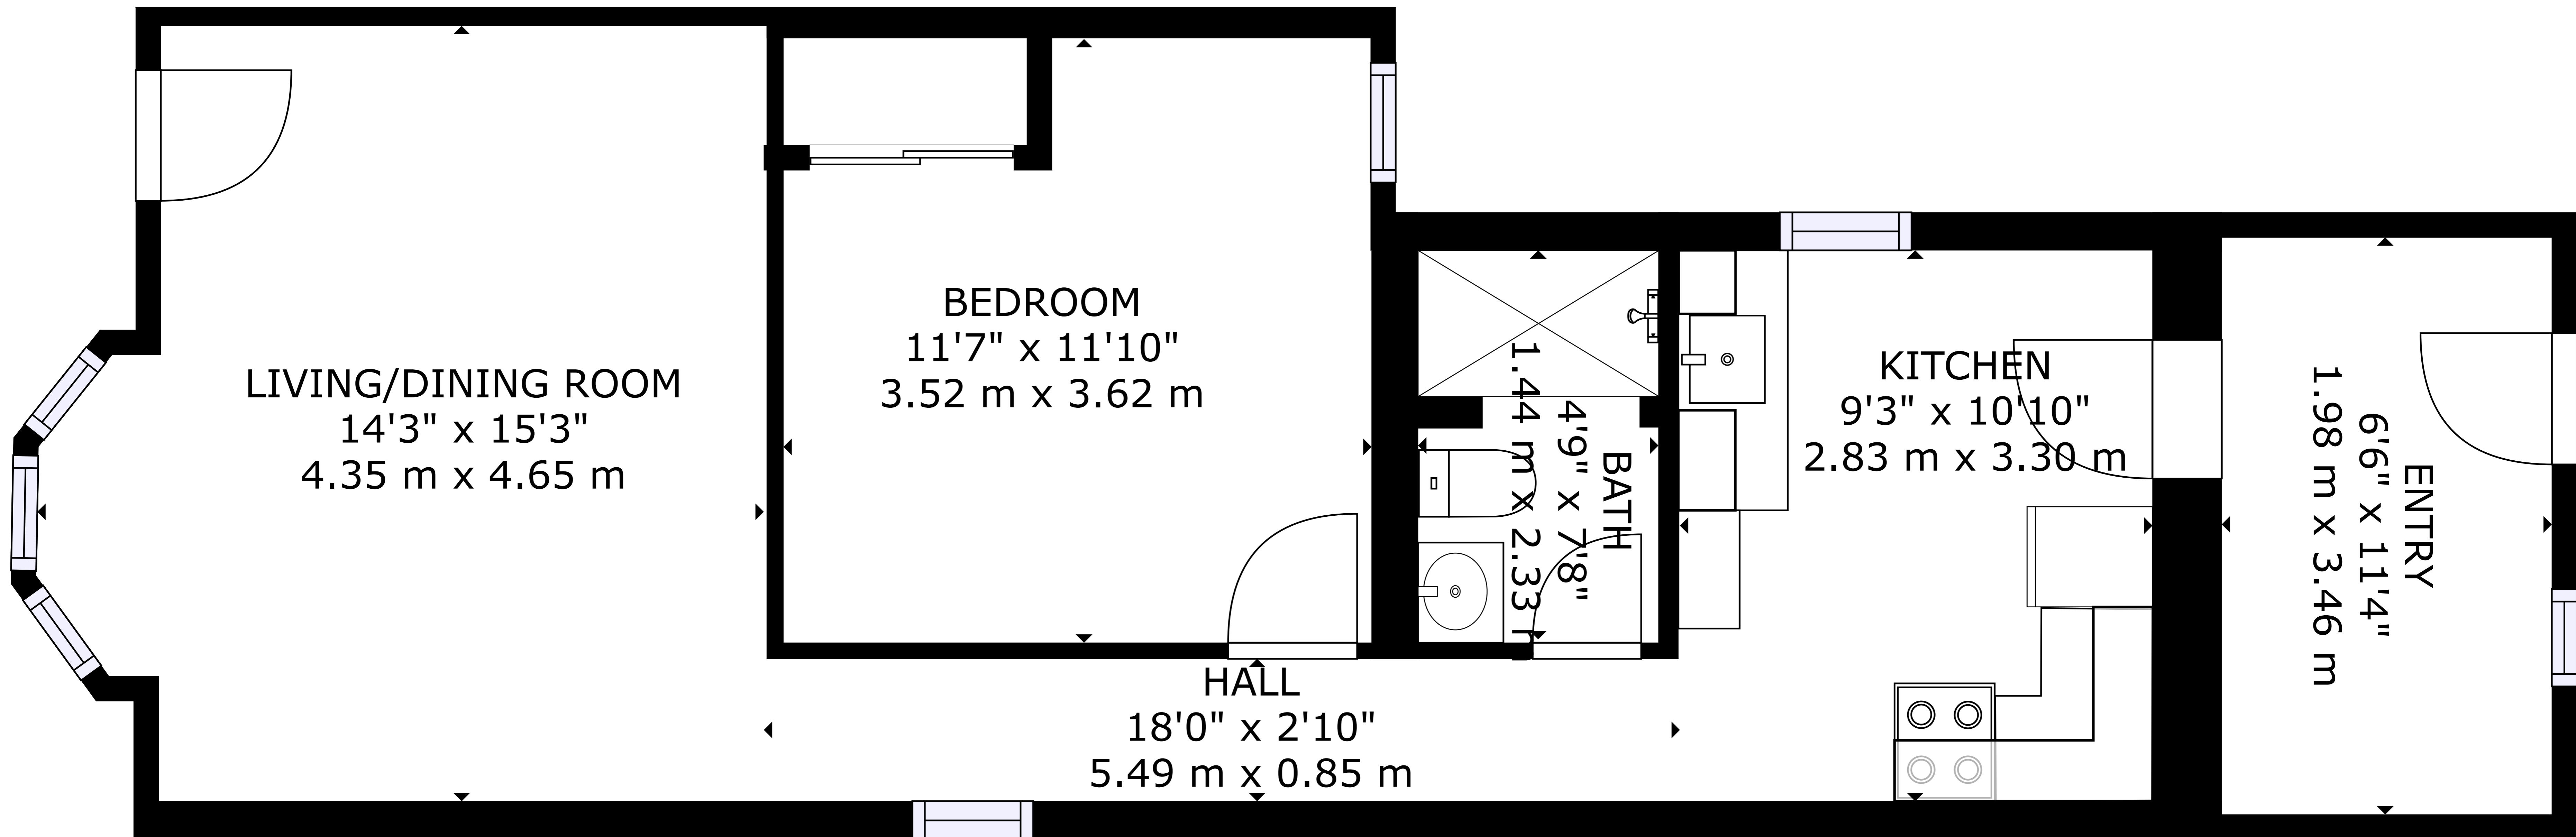 LIVING/DINING ROOM
14'3" x 15'3"
4.35 m x 4.65 m
BEDROOM
11'7" x 11'10"
3.52 m x 3.62 m
HALL
18'0" x 2'10"
5.49 m x 0.85 m
BATH
4'9" x 7'8"
1.44 m x 2.33 m
KITCHEN
9'3" x 10'10"
2.83 m x 3.30 m
ENTRY
6'6" x 11'4"
1.98 m x 3.46 m